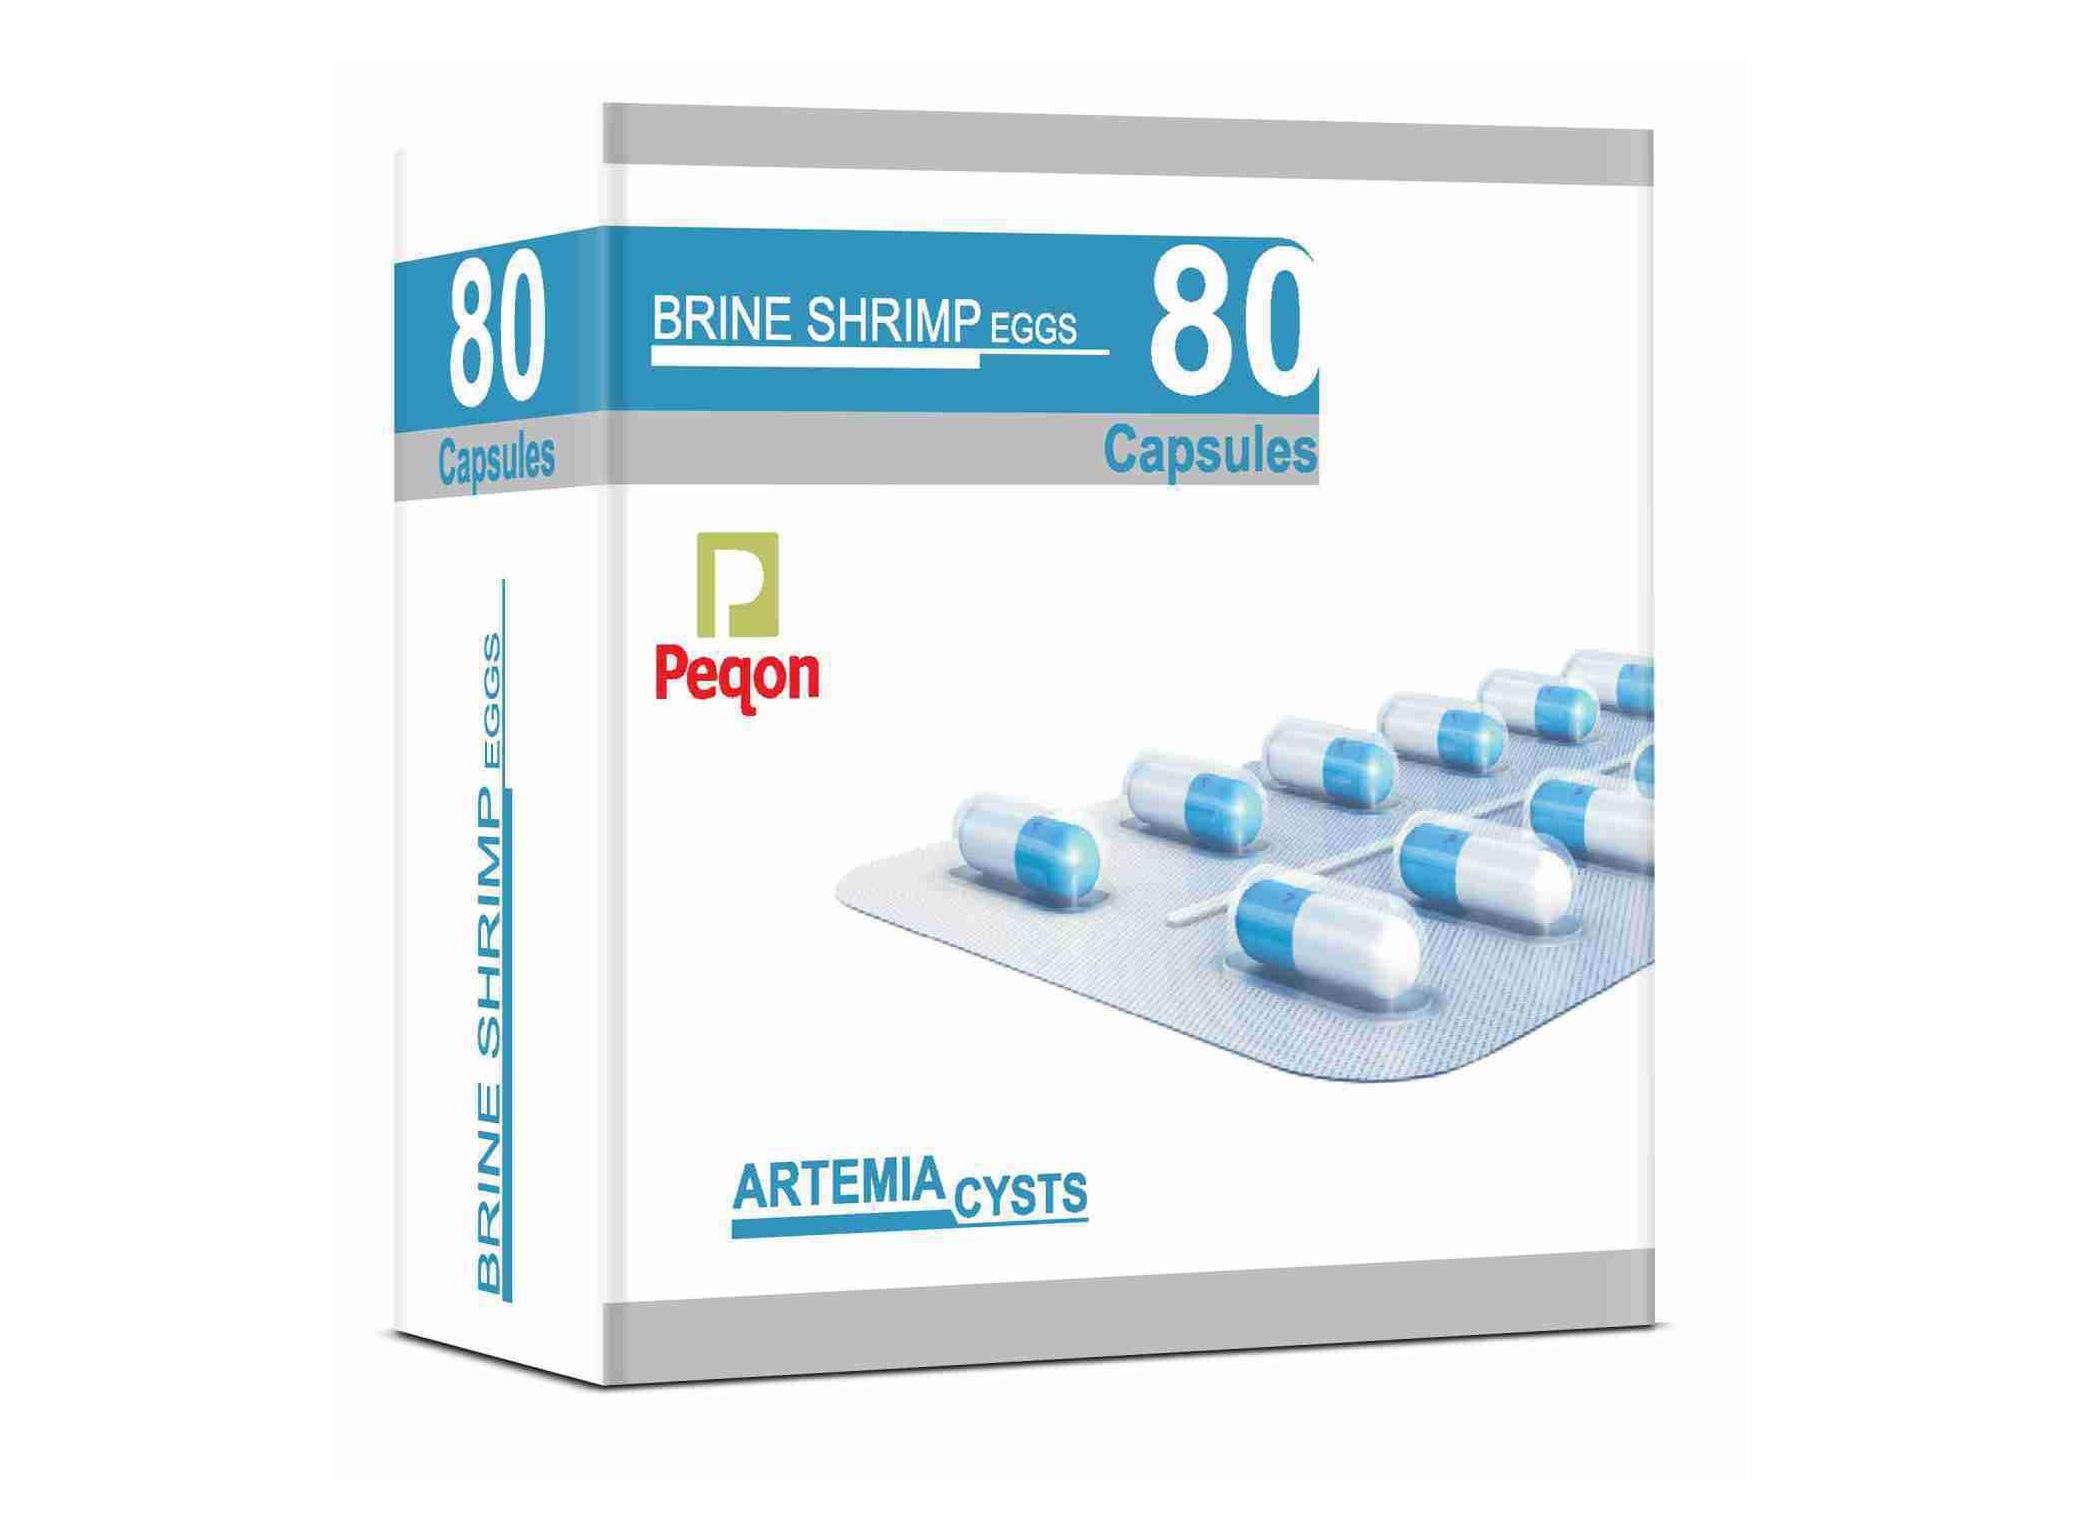 80
Capsules
BRINE SHRIMP EGGS
BRINE SHRIMP EGGS
80
Capsules
P
Peqon
ARTEMIA CYSTS